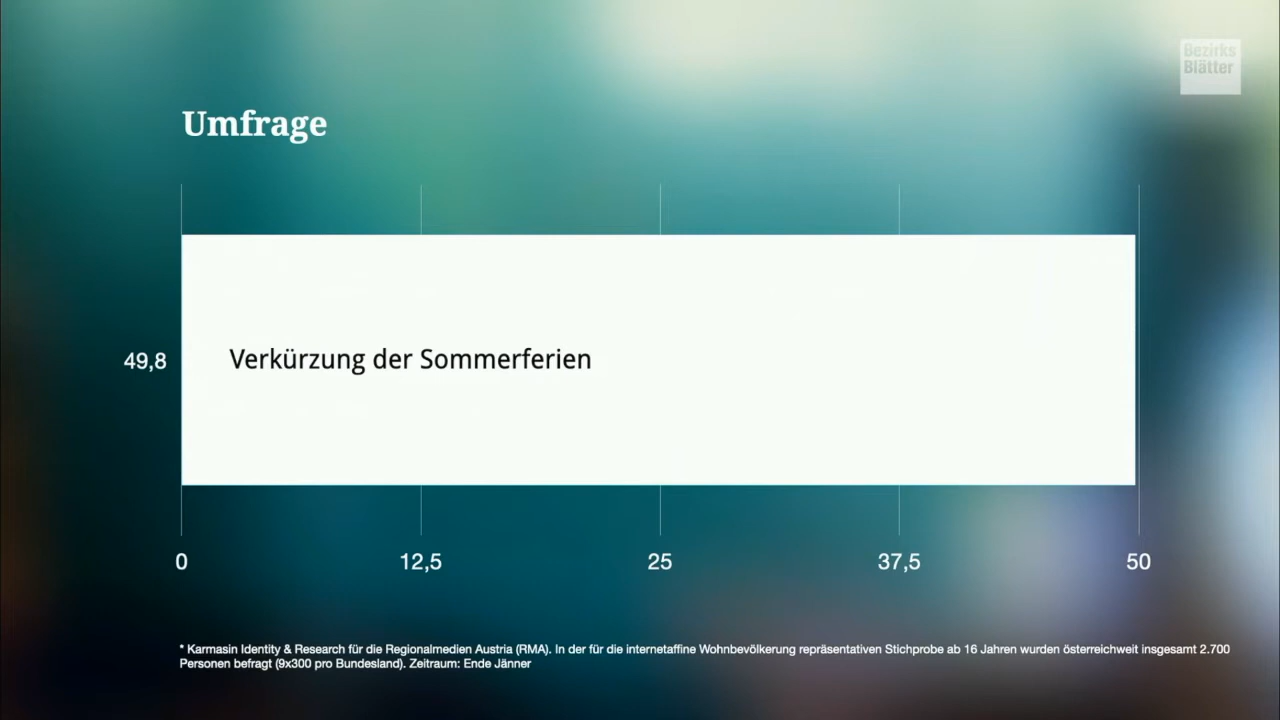 Bezirks
Blätter
Umfrage
49,8
Verkürzung der Sommerferien
0 12,5 25 37,5 50
* Karmasin Identity & Research für die Regionalmedien Austria (RMA). In der für die internetaffine Wohnbevölkerung repräsentativen Stichprobe ab 16 Jahren wurden österreichweit insgesamt 2.700
Personen befragt (9x300 pro Bundesland). Zeitraum: Ende Jänner